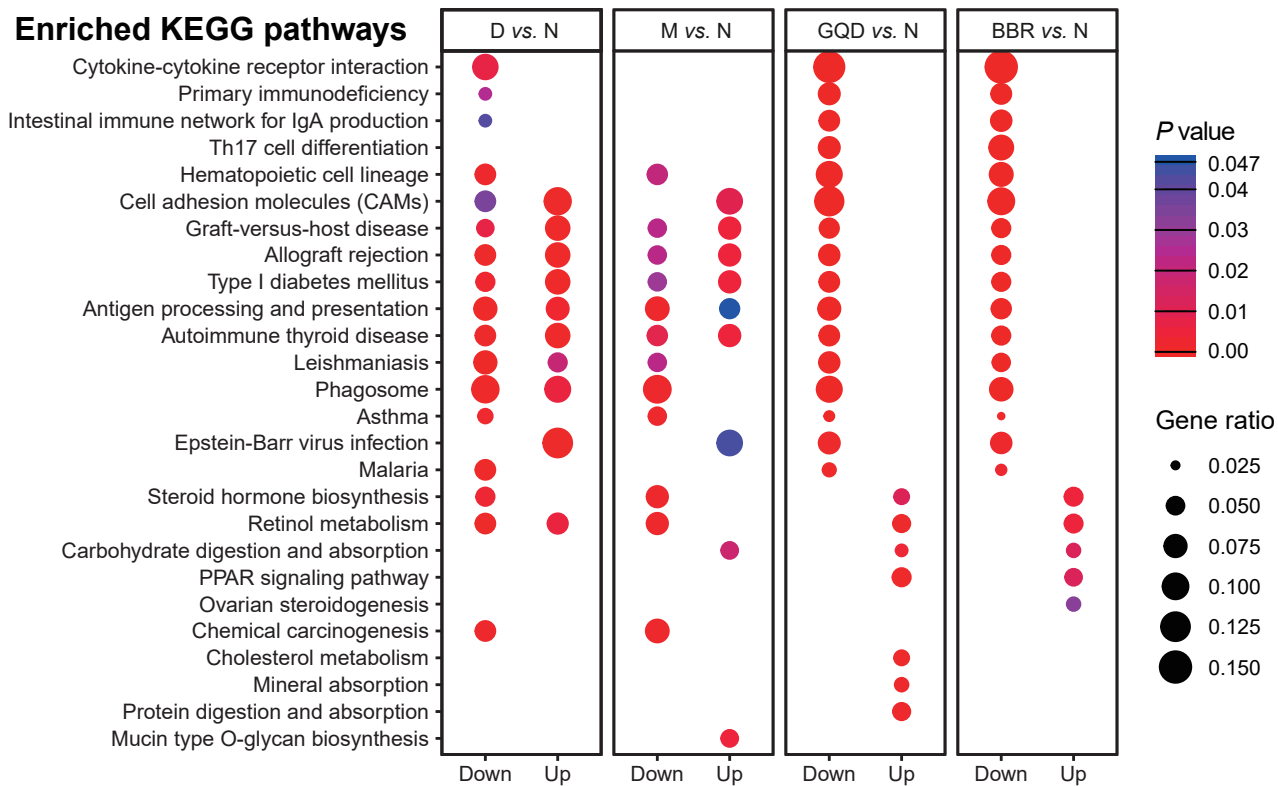 Enriched KEGG pathways
D vs. N
M vs. N
GQD vs. N
BBR vs. N
Cytokine-cytokine receptor interaction
Primary immunodeficiency
Intestinal immune network for IgA production
Th17 cell differentiation
Hematopoietic cell lineage
Cell adhesion molecules (CAMs)
Graft-versus-host disease
Allograft rejection
Type I diabetes mellitus
Antigen processing and presentation
Autoimmune thyroid disease
Leishmaniasis
Phagosome
Asthma
Epstein-Barr virus infection
Malaria
Steroid hormone biosynthesis
Retinol metabolism
Carbohydrate digestion and absorption
PPAR signaling pathway
Ovarian steroidogenesis
Chemical carcinogenesis
Cholesterol metabolism
Mineral absorption
Protein digestion and absorption
Mucin type O-glycan biosynthesis
Down
Up
Down
Up
Down
Up
Down
Up
P value
0.047
0.04
0.03
0.02
0.01
0.00
Gene ratio
0.025
0.050
0.075
0.100
0.125
0.150